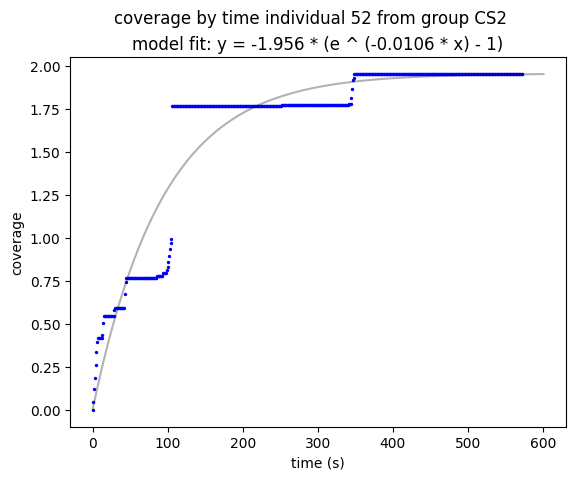 coverage by time individual 52 from group CS2
model fit: y = -1.956 * (e ^ (-0.0106 * x) - 1)
2.00
1.75
1.50
1.25
1.00
0.75
0.50
0.25
0.00
coverage
0 100 200 300 400 500 600
time (s)